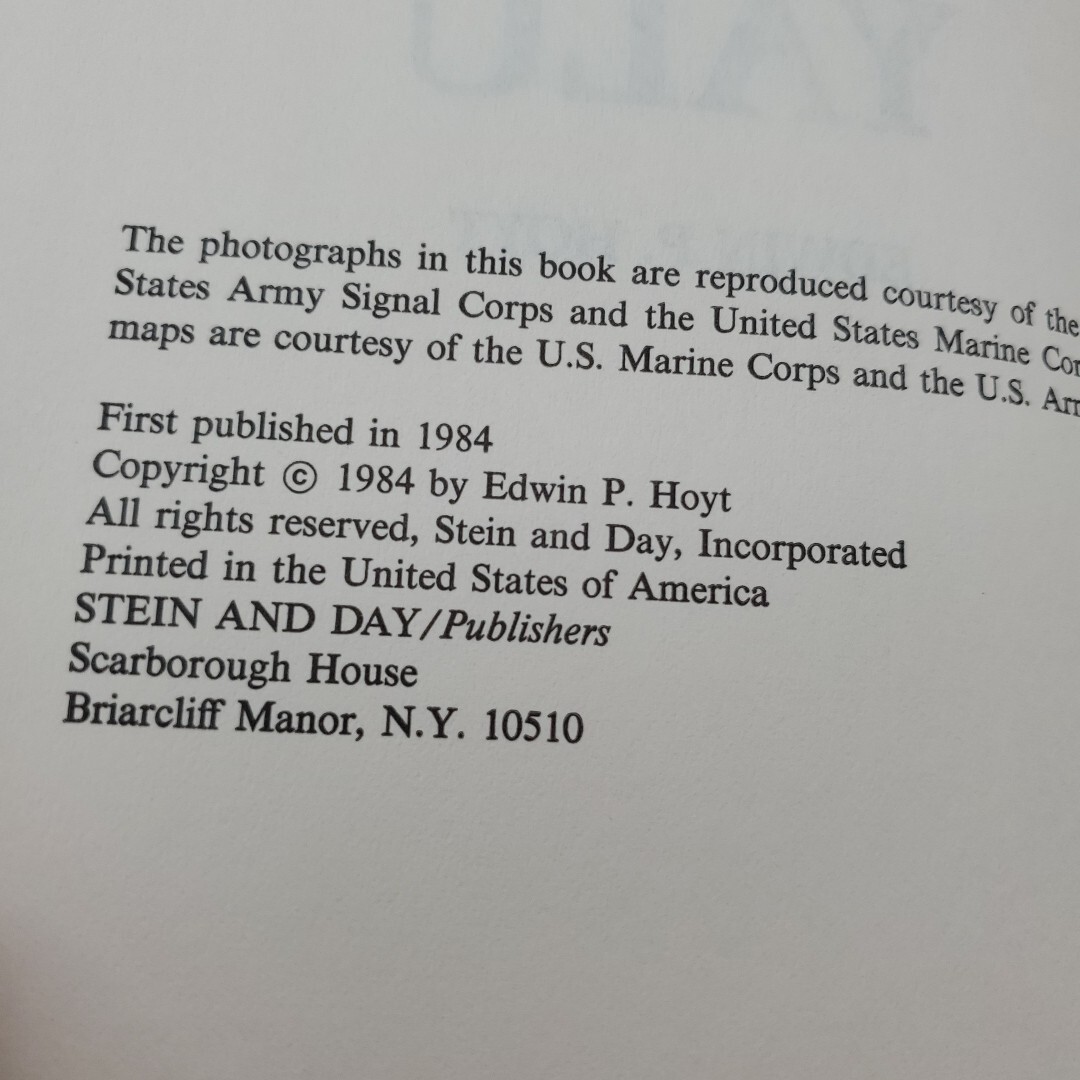 The photographs in this book are reproduced courtesy of the
States Army Signal Corps and the United States Marine Cor
maps are courtesy of the U.S. Marine Corps and the U.S. Arm
First published in 1984
Copyright © 1984 by Edwin P. Hoyt
All rights reserved, Stein and Day, Incorporated
Printed in the United States of America
STEIN AND DAY/Publishers
Scarborough House
Briarcliff Manor, N.Y. 10510